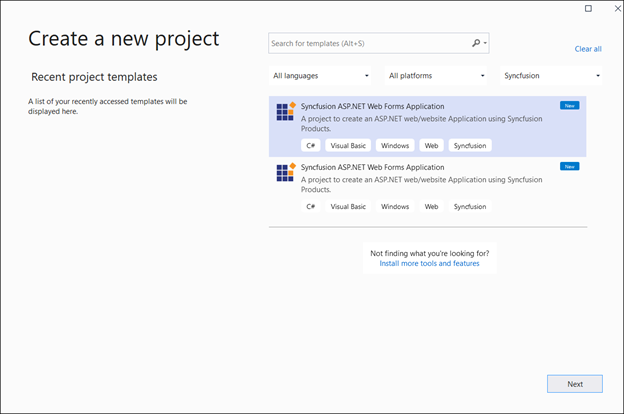 Create a new project
Search for templates (Alt+S)
Clear all
Recent project templates
A list of your recently accessed templates will be
displayed here.
All languages
All platforms
Syncfusion
Syncfusion ASP.NET Web Forms Application
New
A project to create an ASP.NET web/website Application using Syncfusion
Products.
C# Visual Basic Windows Web Syncfusion
Syncfusion ASP.NET Web Forms Application
New
A project to create an ASP.NET web/website Application using Syncfusion
Products.
C# Visual Basic Windows Web Syncfusion
Not finding what you're looking for?
Install more tools and features
Next